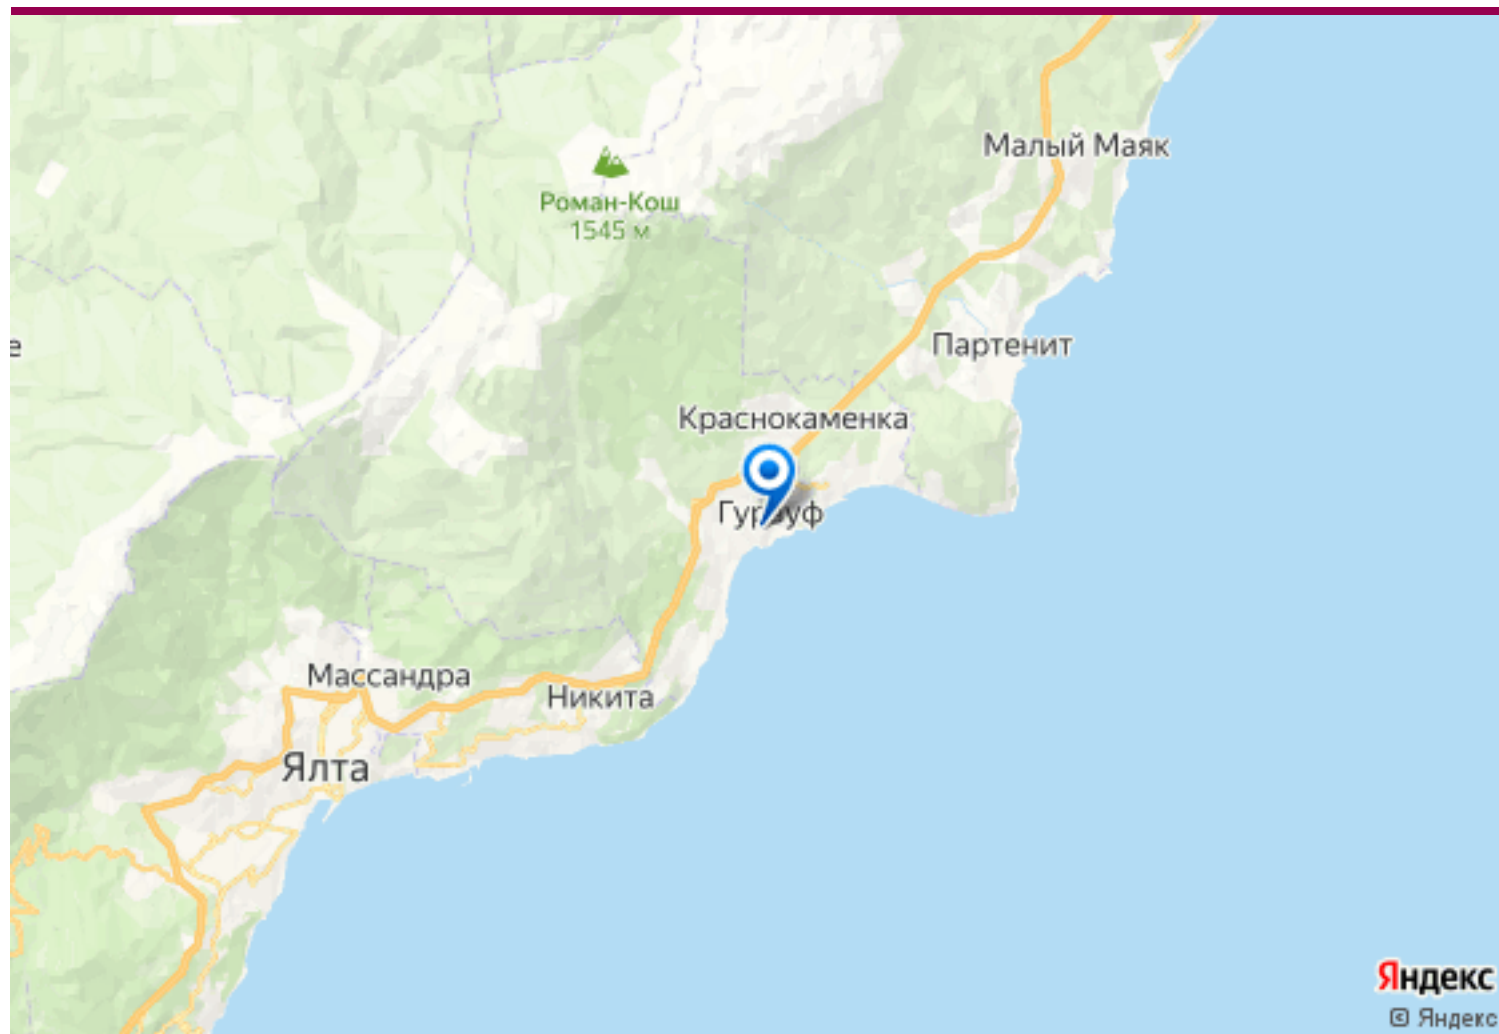 Малый Маяк
Роман-Кош
1545 м
е
Партенит
Краснокаменка
Гурзуф
Массандра
Никита
Ялта
Яндекс
© Яндекс